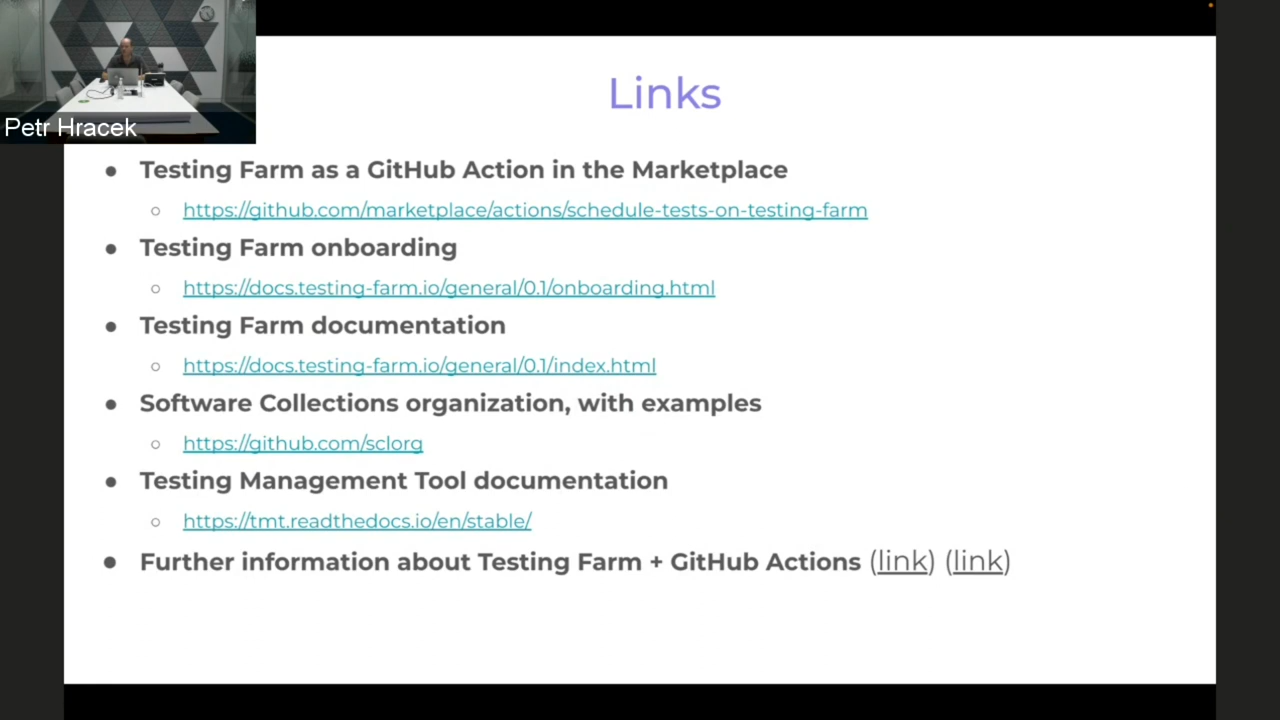 Petr Hracek
Links
● Testing Farm as a GitHub Action in the Marketplace
○ https://github.com/marketplace/actions/schedule-tests-on-testing-farm
● Testing Farm onboarding
○ https://docs.testing-farm.io/general/0.1/onboarding.html
● Testing Farm documentation
○ https://docs.testing-farm.io/general/0.1/index.html
● Software Collections organization, with examples
○ https://github.com/sclorg
● Testing Management Tool documentation
○ https://tmt.readthedocs.io/en/stable/
● Further information about Testing Farm + GitHub Actions (link) (link)